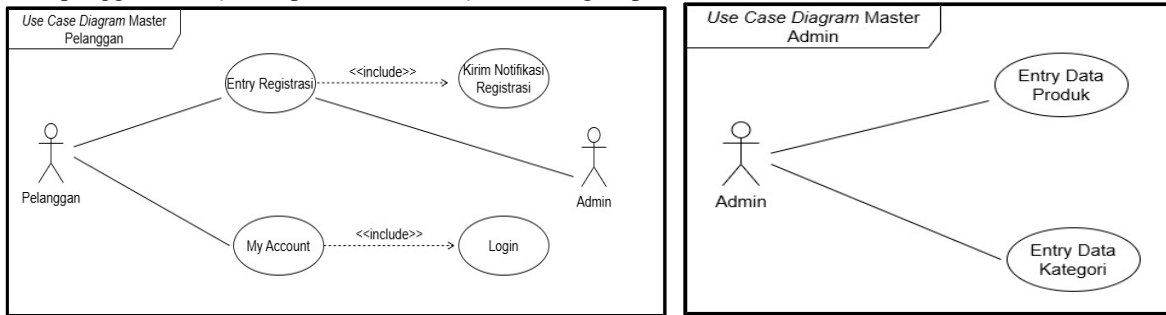 Use Case Diagram Master
Pelanggan
Entry Registrasi
<<include>>
Kirim Notifikasi
Registrasi
Pelanggan
Admin
My Account
<<include>>
Login
Use Case Diagram Master
Admin
Entry Data
Produk
Admin
Entry Data
Kategori